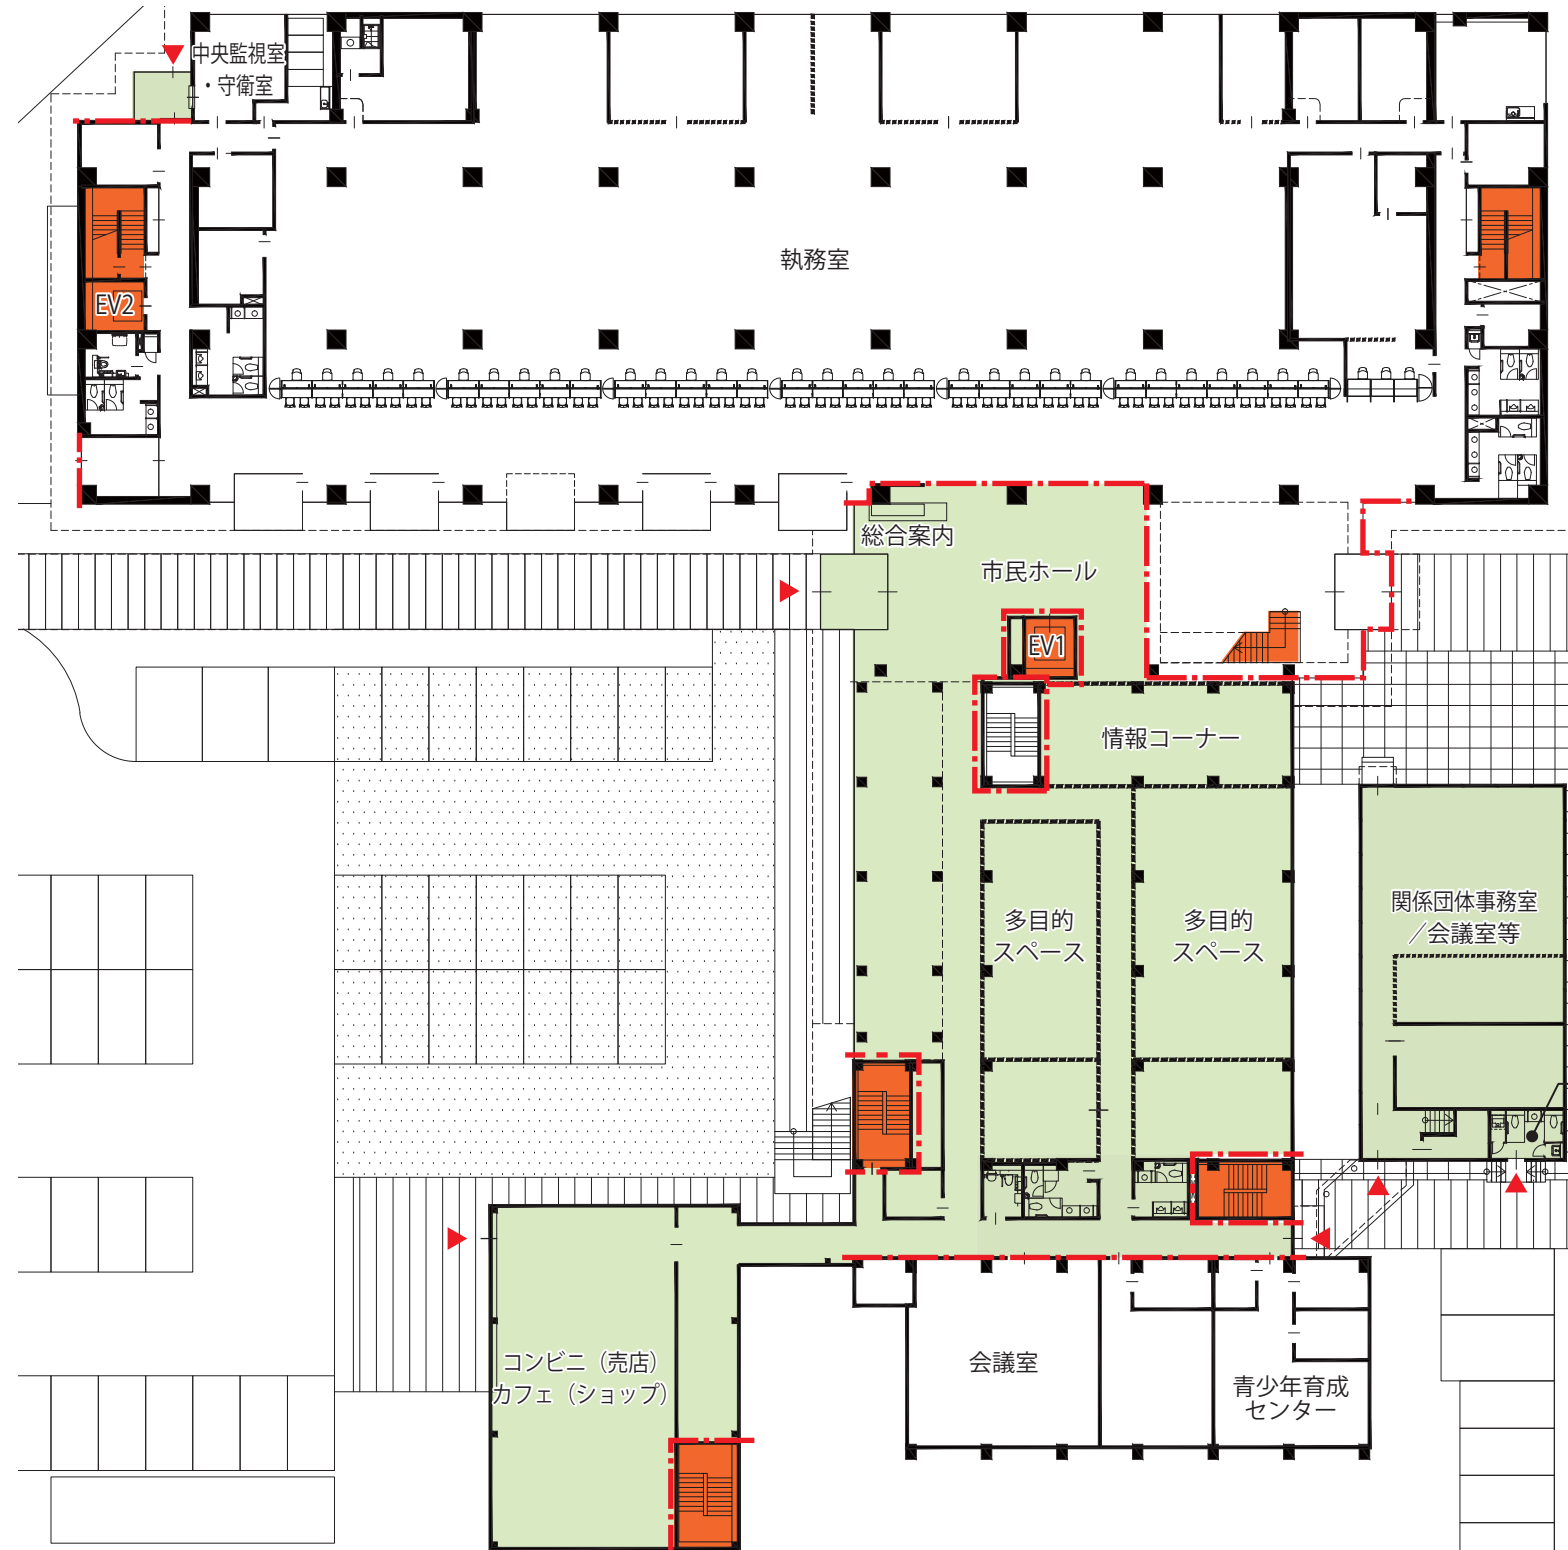 中央監視室
・守衛室
執務室
EV2
総合案内
市民ホール
EV1
情報コーナー
多目的
スペース
多目的
スペース
関係団体事務室
／会議室等
コンビニ（売店）
カフェ（ショップ）
会議室
青少年育成
センター